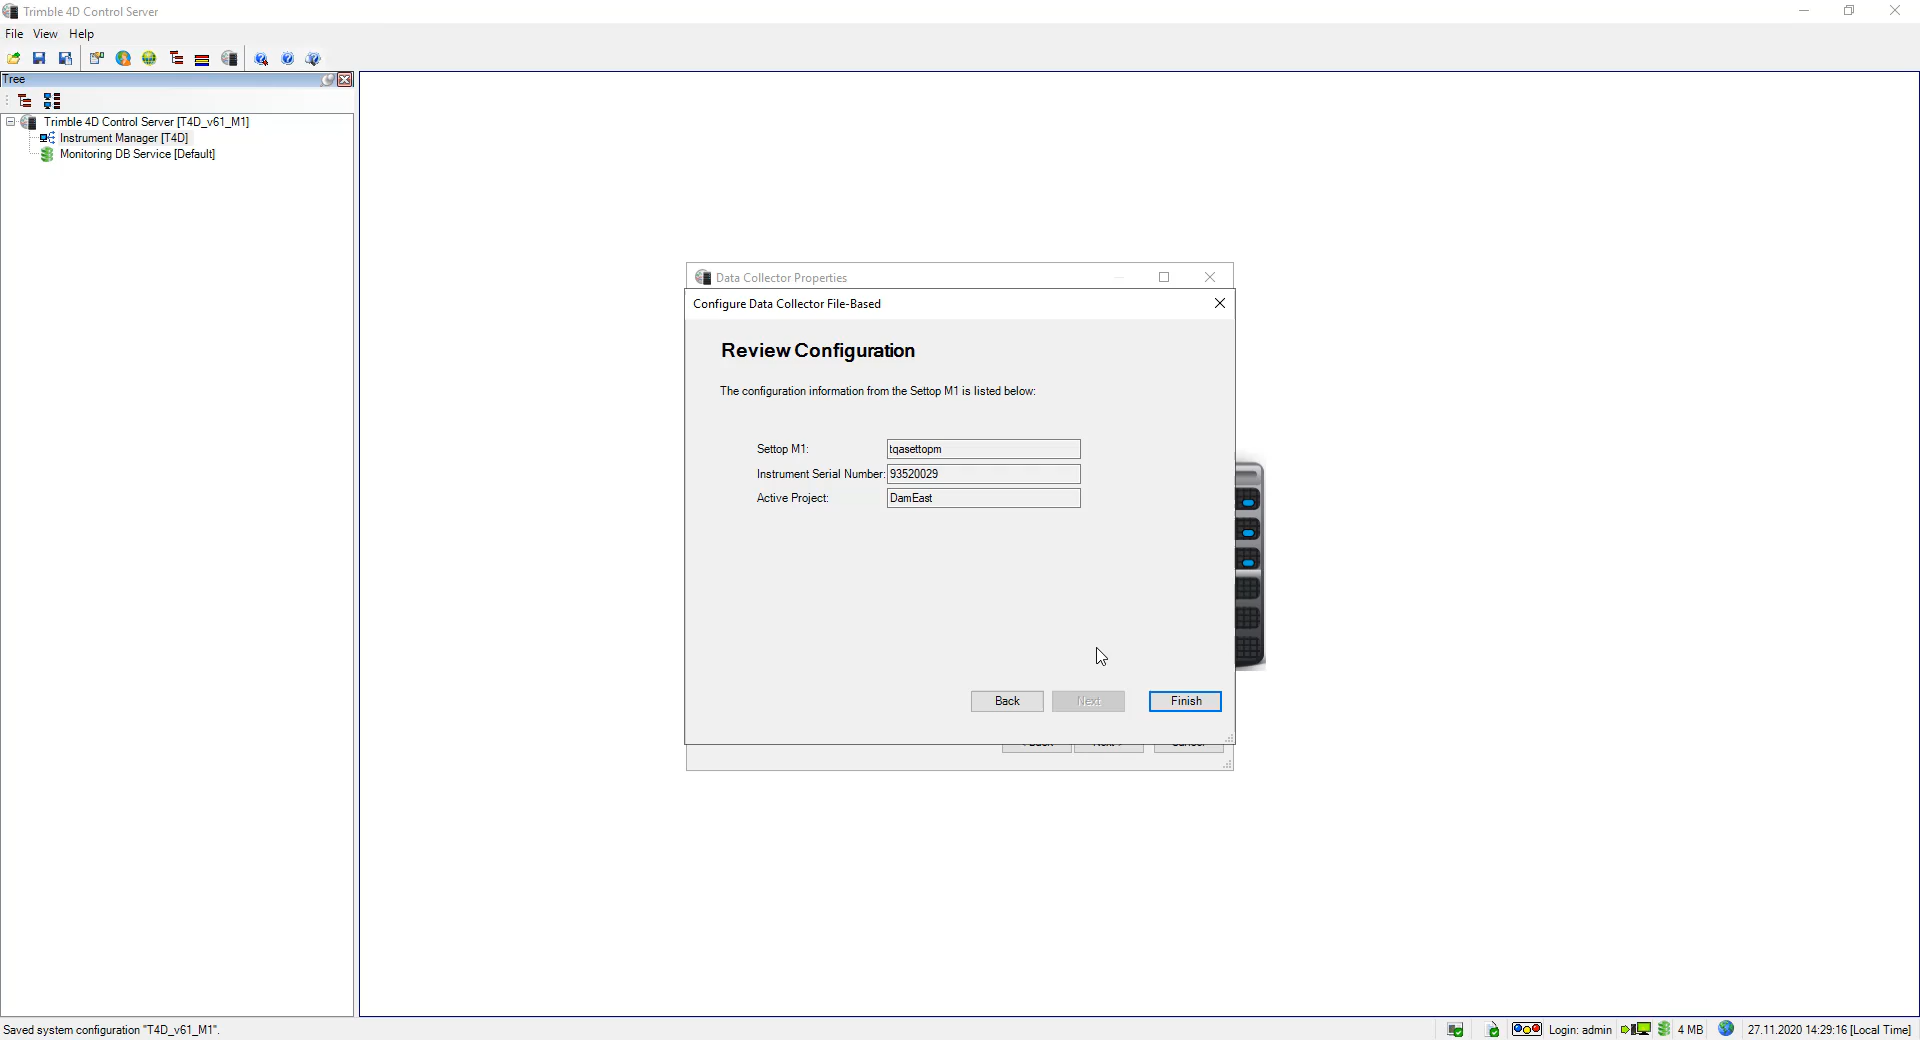 Trimble 4D Control Server
File View Help
Tree
Trimble 4D Control Server [T4D_v61_M1]
Instrument Manager [T4D]
Monitoring DB Service [Default]
Data Collector Properties
Configure Data Collector File-Based
Review Configuration
The configuration information from the Settop M1 is listed below:
Settop M1: tqasettopm
Instrument Serial Number: 93520029
Active Project: DamEast
Back Next Finish
Saved system configuration "T4D_v61_M1".
Login: admin 4 MB 27.11.2020 14:29:16 [Local Time]